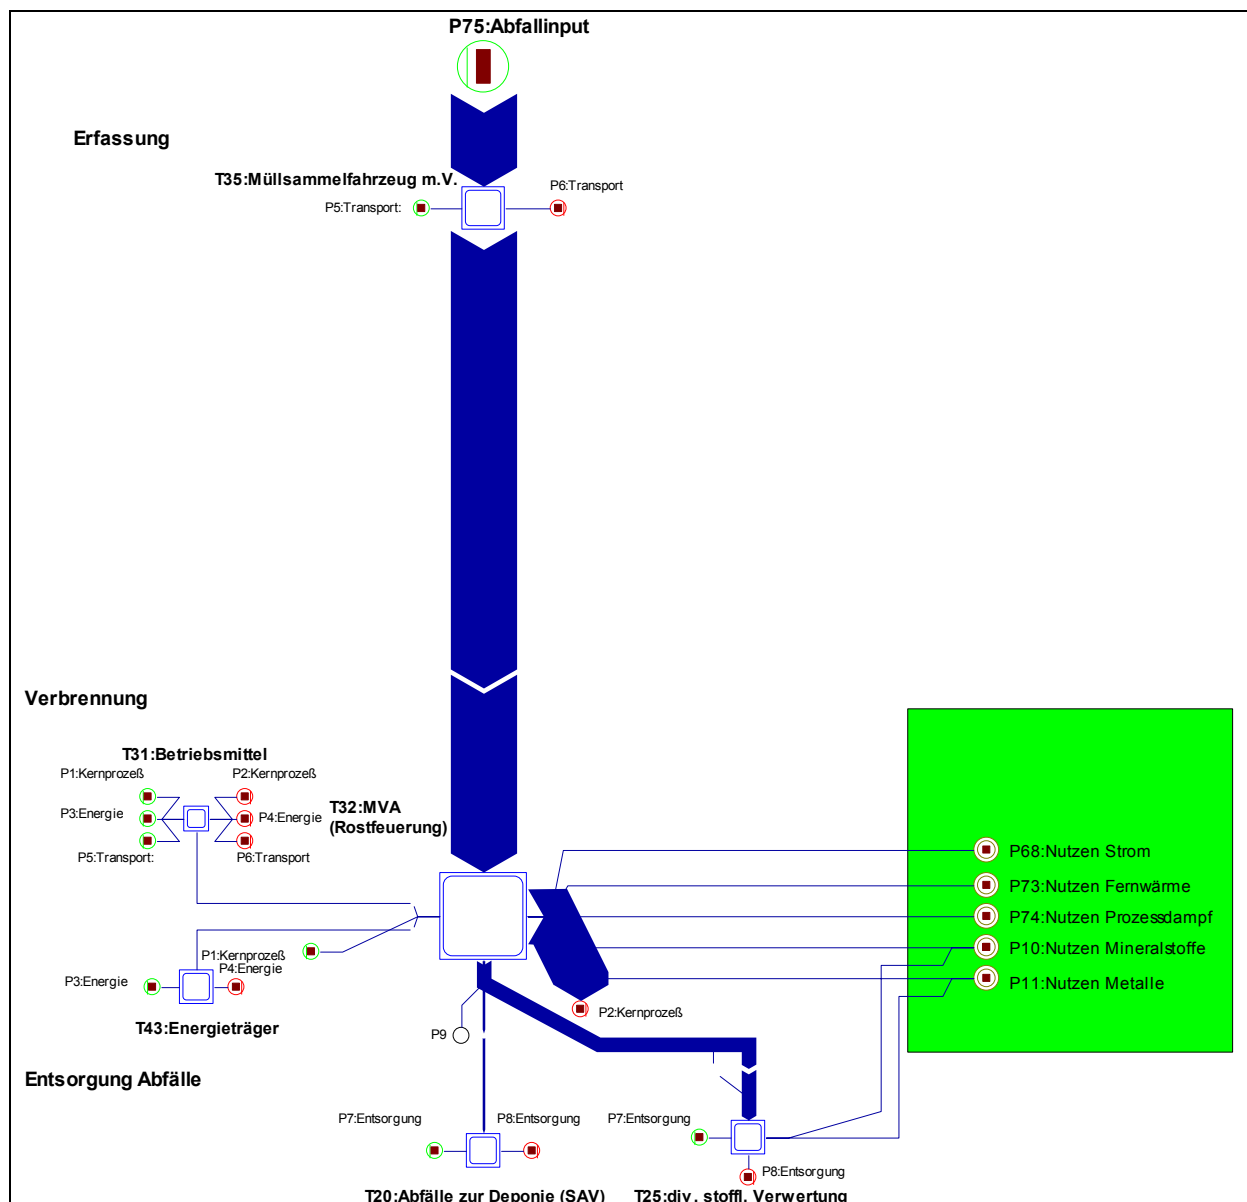 P75:Abfallinput
Erfassung
T35:Müllsammelfahrzeug m.V.
P6:Transport
P5:Transport:
Verbrennung
T31:Betriebsmittel
P1:Kernprozeß
P2:Kernprozeß
P3:Energie
P4:Energie
P5:Transport:
P6:Transport
T32:MVA
(Rostfeuerung)
P68:Nutzen Strom
P73:Nutzen Fernwärme
P74:Nutzen Prozessdampf
P10:Nutzen Mineralstoffe
P11:Nutzen Metalle
P1:Kernprozeß
P4:Energie
P3:Energie
T43:Energieträger
P2:Kernprozeß
P9
Entsorgung Abfälle
P7:Entsorgung
P8:Entsorgung
P7:Entsorgung
P8:Entsorgung
T20:Abfälle zur Deponie (SAV)
T25:div. stoffl. Verwertung